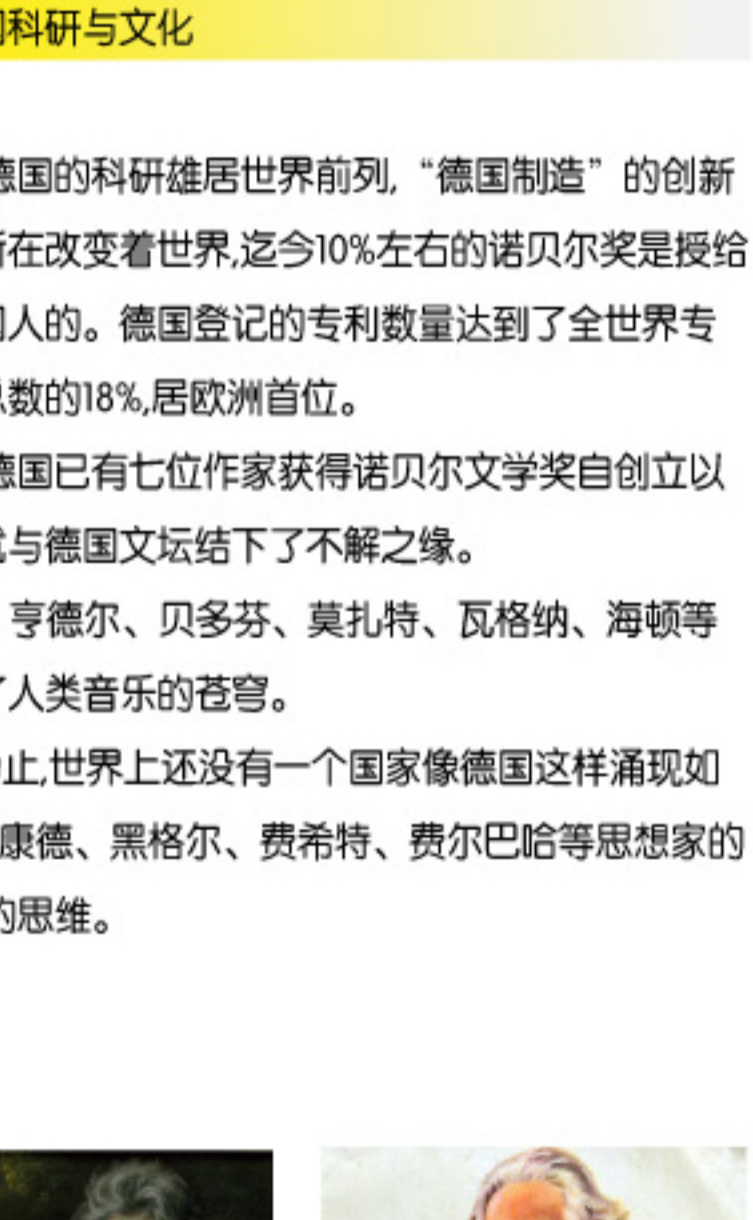 科研与文化
德国的科研雄居世界前列,“德国制造”的创新
在改变着世界,迄今10%左右的诺贝尔奖是授给
人的。德国登记的专利数量达到了全世界专
数的18%,居欧洲首位。
德国已有七位作家获得诺贝尔文学奖自创立以
与德国文坛结下了不解之缘。
亨德尔、贝多芬、莫扎特、瓦格纳、海顿等
了人类音乐的苍穹。
止,世界上还没有一个国家像德国这样涌现如
康德、黑格尔、费希特、费尔巴哈等思想家的
的思维。